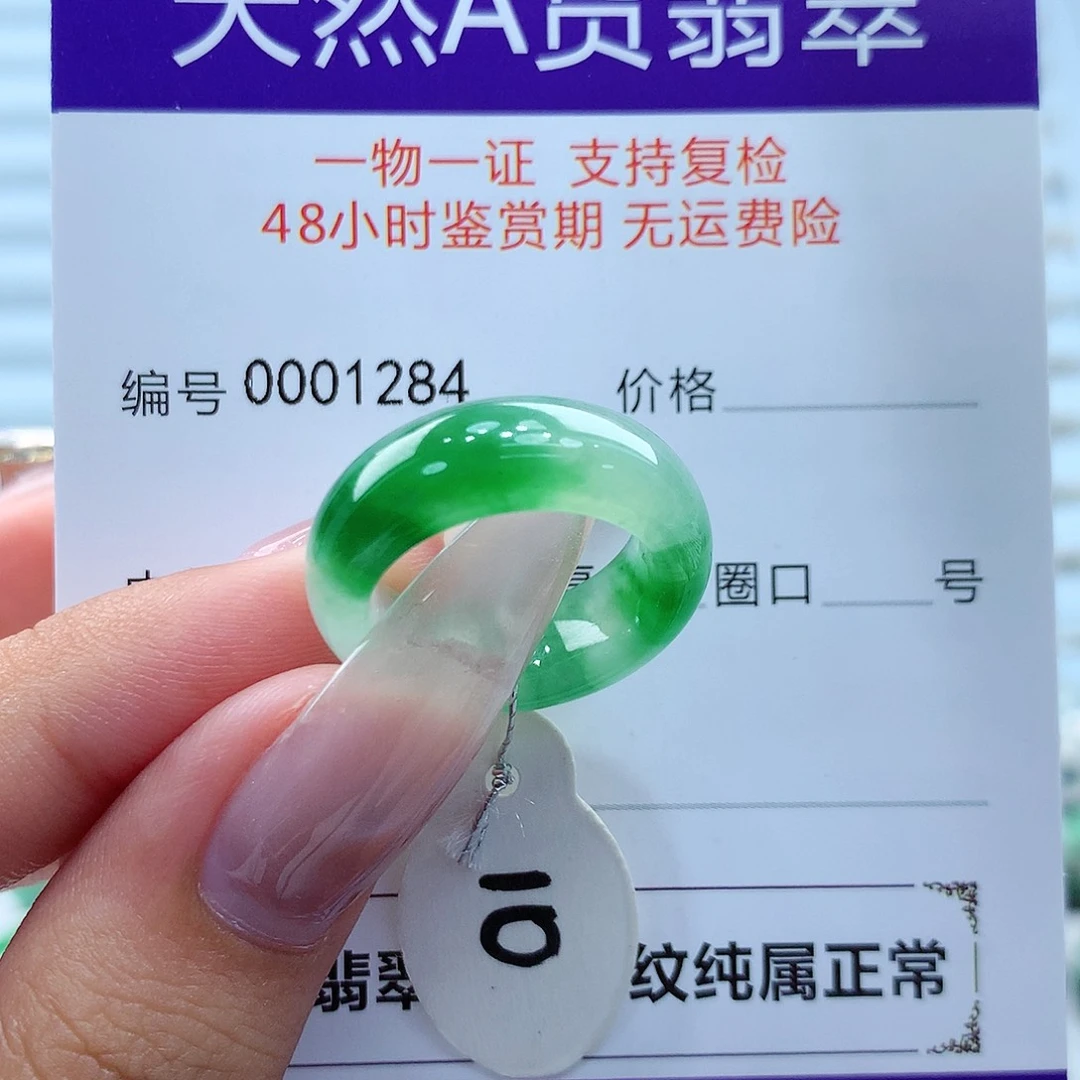 天然A货翡翠
一物一证 支持复检
48小时鉴赏期 无运费险
编号 0001284 价格
圈口 号
翡翠 纹纯属正常